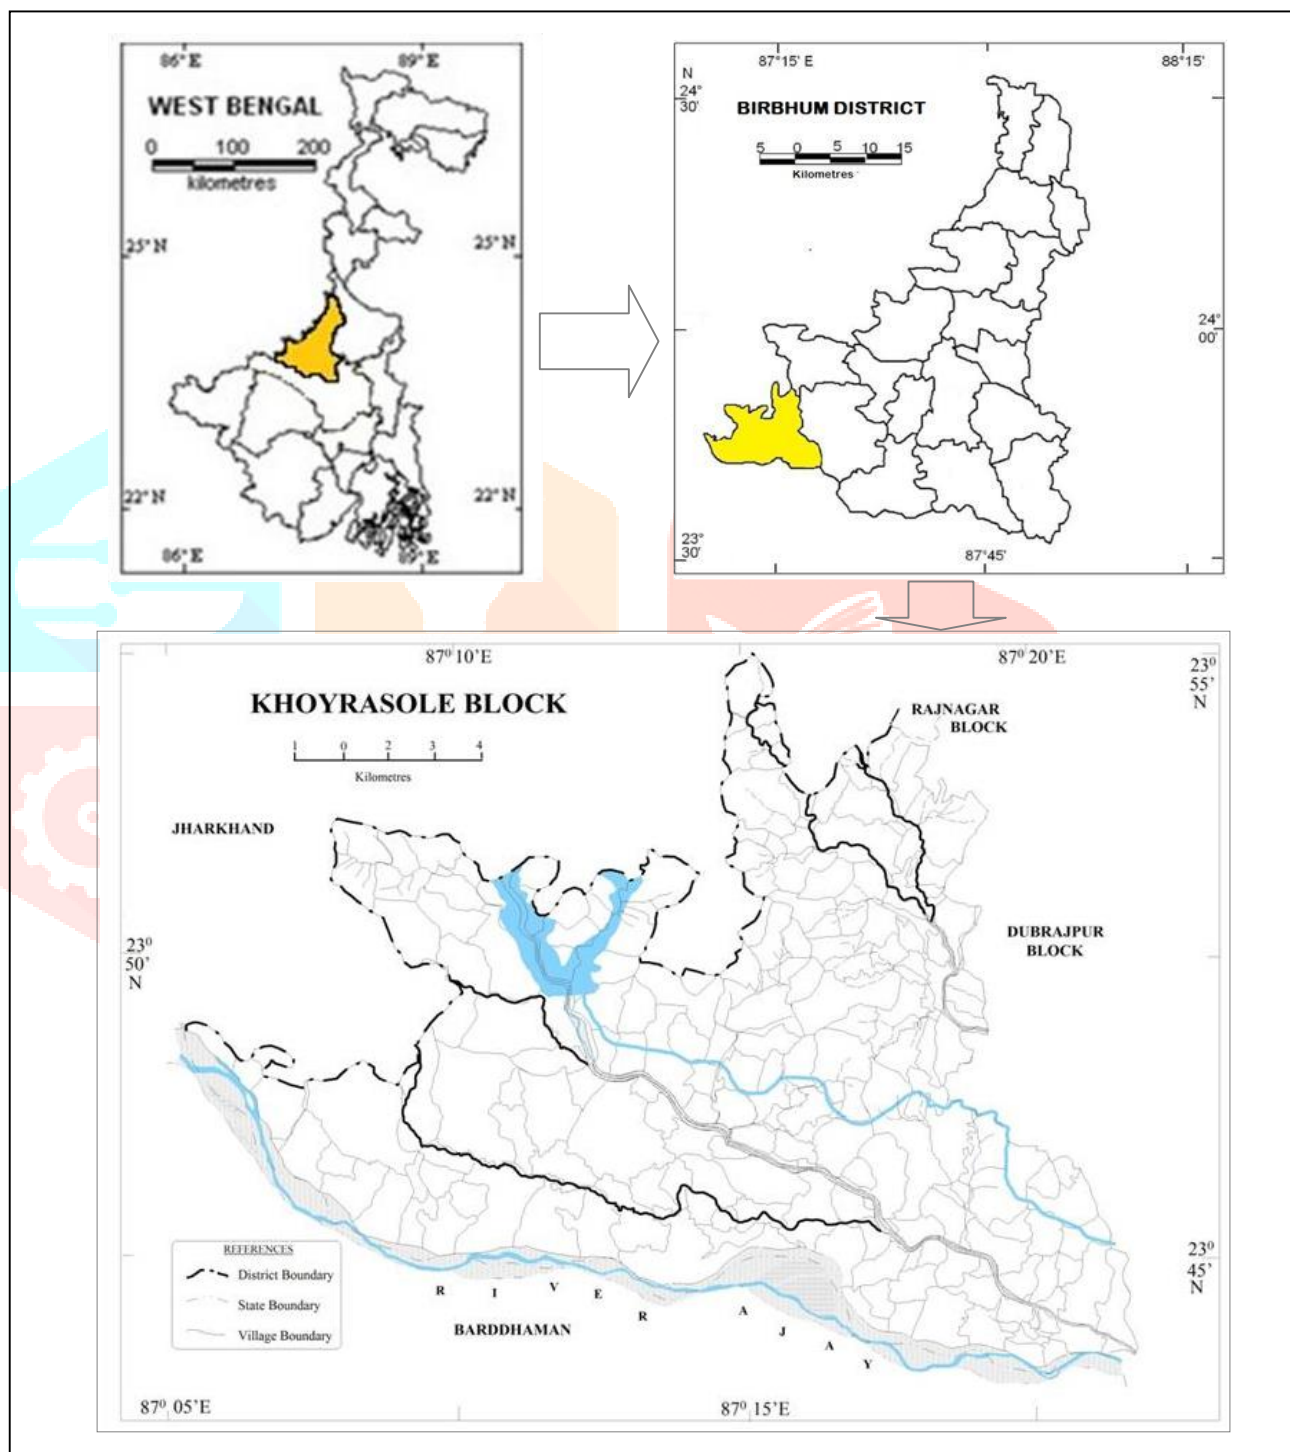 86° E 89° E
WEST BENGAL
0 100 200
kilometres
25° N 25° N
22° N 22° N
86° E 89° E
87°15' E 88°15'
N
24°
30'
BIRBHUM DISTRICT
5 0 5 10 15
Kilometres
24°
00'
23°
30'
87°45'
87⁰ 10'E 87⁰ 20'E
23⁰
55'
N
KHOYRASOLE BLOCK
1 0 2 3 4
Kilometres
RAJNAGAR
BLOCK
JHARKHAND
DUBRAJPUR
BLOCK
23⁰
50'
N
23⁰
45'
N
REFERENCES
District Boundary
State Boundary
Village Boundary
RIVER AJAY
BARDDHAMAN
87⁰ 05'E 87⁰ 15'E